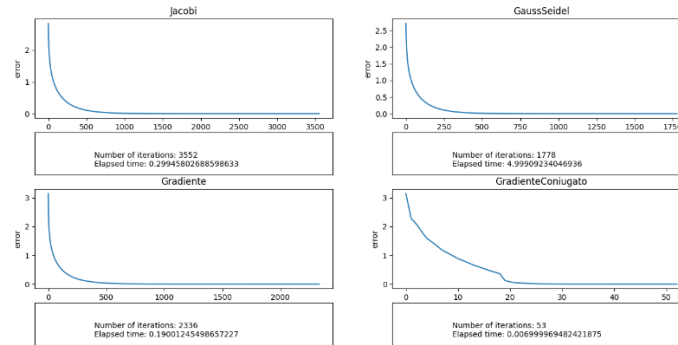 Jacobi
error
2
1
0
0 500 1000 1500 2000 2500 3000 3500
Number of iterations: 3552
Elapsed time: 0.29945802688598633
GaussSeidel
error
2.5
2.0
1.5
1.0
0.5
0.0
0 250 500 750 1000 1250 1500 1750
Number of iterations: 1778
Elapsed time: 4.99909234046936
Gradiente
error
3
2
1
0
0 500 1000 1500 2000
Number of iterations: 2336
Elapsed time: 0.19001245498657227
GradienteConiugato
error
3
2
1
0
0 10 20 30 40 50
Number of iterations: 53
Elapsed time: 0.006999969482421875